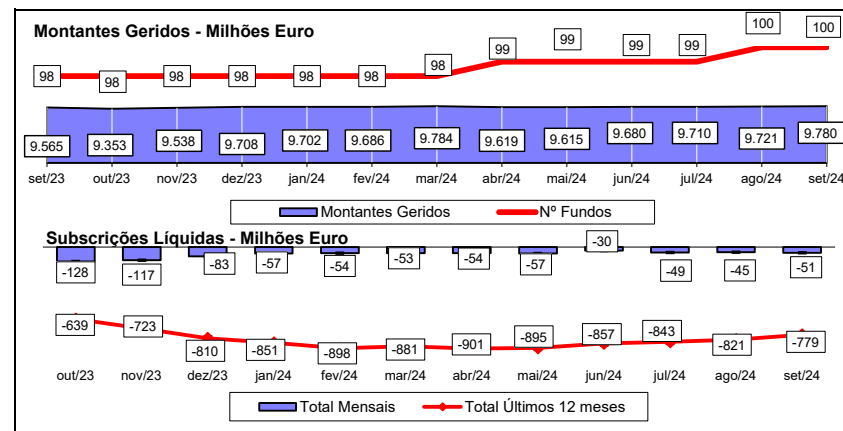 Montantes Geridos - Milhões Euro
98 98 98 98 98 98 98 99 99 99 99 100 100
9.565 9.353 9.538 9.708 9.702 9.686 9.784 9.619 9.615 9.680 9.710 9.721 9.780
set/23 out/23 nov/23 dez/23 jan/24 fev/24 mar/24 abr/24 mai/24 jun/24 jul/24 ago/24 set/24
Montantes Geridos Nº Fundos
Subscrições Líquidas - Milhões Euro
-128 -117 -83 -57 -54 -53 -54 -57 -30 -49 -45 -51
-639 -723 -810 -851 -898 -881 -901 -895 -857 -843 -821 -779
out/23 nov/23 dez/23 jan/24 fev/24 mar/24 abr/24 mai/24 jun/24 jul/24 ago/24 set/24
Total Mensais Total Últimos 12 meses